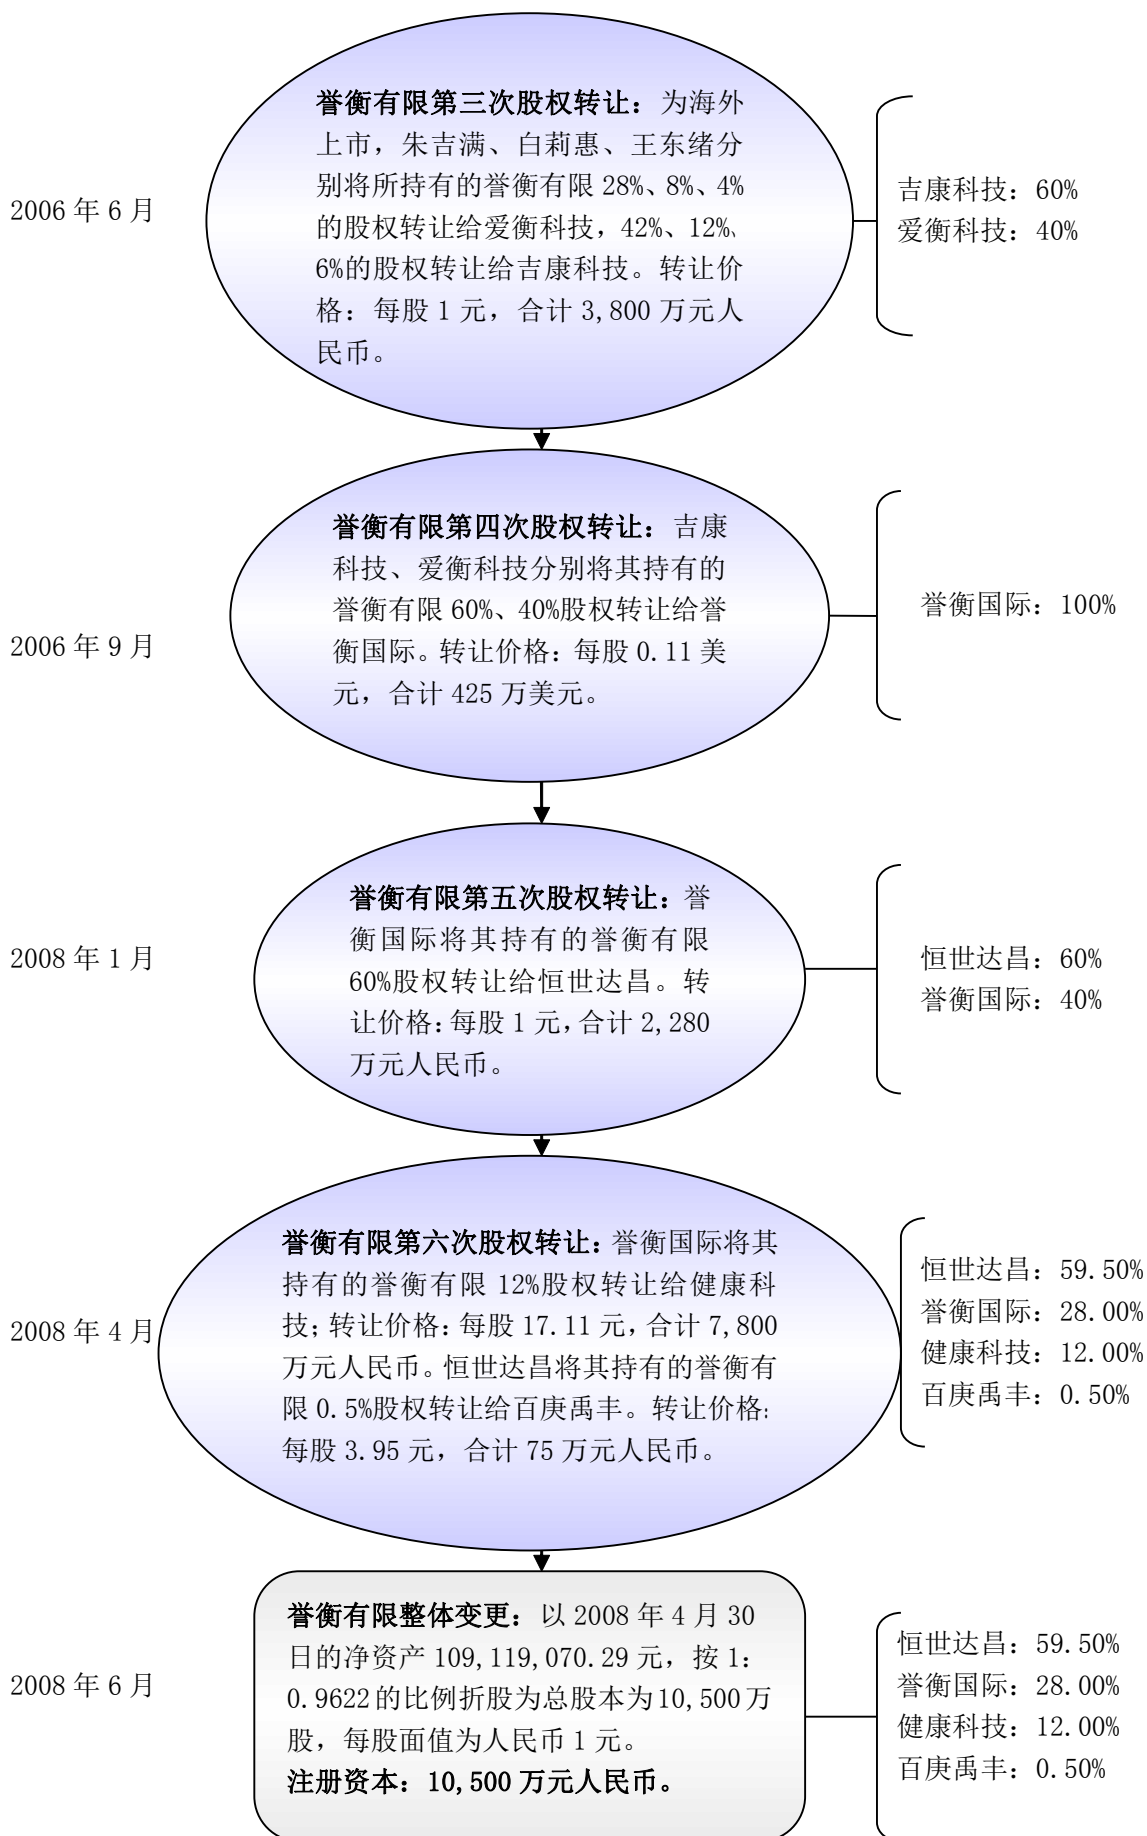 2006 年 6 月
誉衡有限第三次股权转让：为海外
上市，朱吉满、白莉惠、王东绪分
别将所持有的誉衡有限 28%、8%、4%
的股权转让给爱衡科技，42%、12%、
6%的股权转让给吉康科技。转让价
格：每股 1 元，合计 3,800 万元人
民币。
吉康科技：60%
爱衡科技：40%
2006 年 9 月
誉衡有限第四次股权转让：吉康
科技、爱衡科技分别将其持有的
誉衡有限 60%、40%股权转让给誉
衡国际。转让价格：每股 0.11 美
元，合计 425 万美元。
誉衡国际：100%
2008 年 1 月
誉衡有限第五次股权转让：誉
衡国际将其持有的誉衡有限
60%股权转让给恒世达昌。转
让价格：每股 1 元，合计 2,280
万元人民币。
恒世达昌：60%
誉衡国际：40%
2008 年 4 月
誉衡有限第六次股权转让：誉衡国际将其
持有的誉衡有限 12%股权转让给健康科
技；转让价格：每股 17.11 元，合计 7,800
万元人民币。恒世达昌将其持有的誉衡有
限 0.5%股权转让给百庚禹丰。转让价格：
每股 3.95 元，合计 75 万元人民币。
恒世达昌：59.50%
誉衡国际：28.00%
健康科技：12.00%
百庚禹丰：0.50%
2008 年 6 月
誉衡有限整体变更：以 2008 年 4 月 30
日的净资产 109,119,070.29 元，按 1：
0.9622 的比例折股为总股本为 10,500 万
股，每股面值为人民币 1 元。
注册资本：10,500 万元人民币。
恒世达昌：59.50%
誉衡国际：28.00%
健康科技：12.00%
百庚禹丰：0.50%